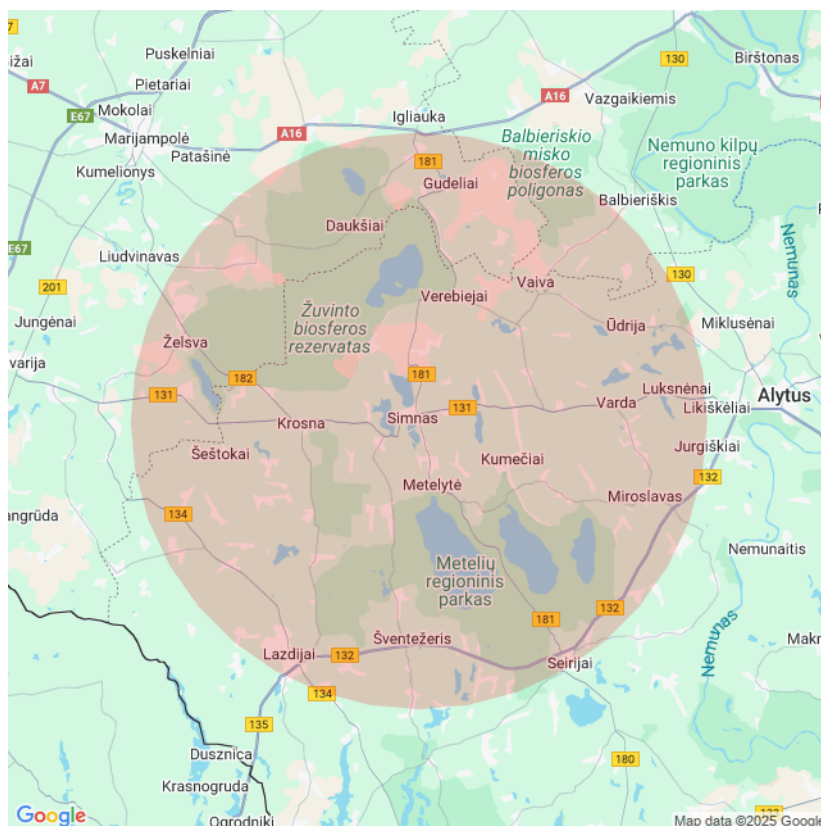 Puskelniai
Birštonas
130
Pietariai
A7
Vazgaikiemis
Mokolai
E67
A16
Igliauka
Marijampolė
A16
Balbieriskio
misko
biosferos
poligonas
Nemuno kilpų
regioninis
parkas
Patašinė
181
Kumelionys
Gudeliai
Balbieriškis
Daukšiai
E67
Liudvinavas
Nemunas
130
Vaiva
201
Verebiejai
Žuvinto
biosferos
rezervatas
Jungėnai
Ūdrija
Miklusėnai
Želsva
182
181
Luksnėnai
131
Alytus
Varda
131
Likiškėliai
Simnas
Krosna
Jurgiškiai
Šeštokai
Kumečiai
132
Metelytė
Miroslavas
134
Nemunaitis
Metelių
regioninis
parkas
132
181
Nemunas
Šventežeris
Lazdijai
132
Seirijai
134
135
Dusznica
180
Krasnogruda
Ogrodniki
Google
Map data ©2025 Google